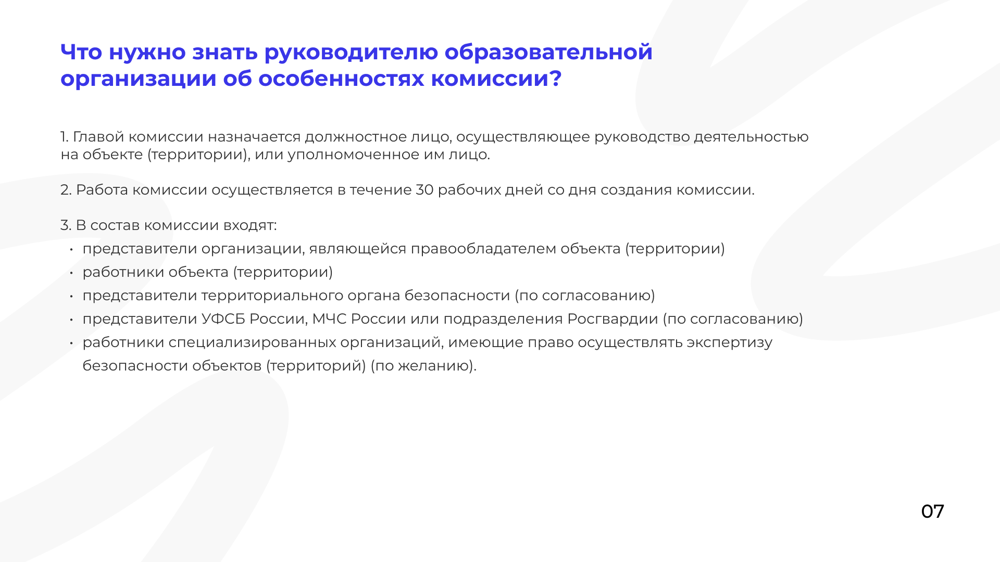 Что нужно знать руководителю образовательной
организации об особенностях комиссии?
1. Главой комиссии назначается должностное лицо, осуществляющее руководство деятельностью
на объекте (территории), или уполномоченное им лицо.
2. Работа комиссии осуществляется в течение 30 рабочих дней со дня создания комиссии.
3. В состав комиссии входят:
• представители организации, являющейся правообладателем объекта (территории)
• работники объекта (территории)
• представители территориального органа безопасности (по согласованию)
• представители УФСБ России, МЧС России или подразделения Росгвардии (по согласованию)
• работники специализированных организаций, имеющие право осуществлять экспертизу
безопасности объектов (территорий) (по желанию).
07